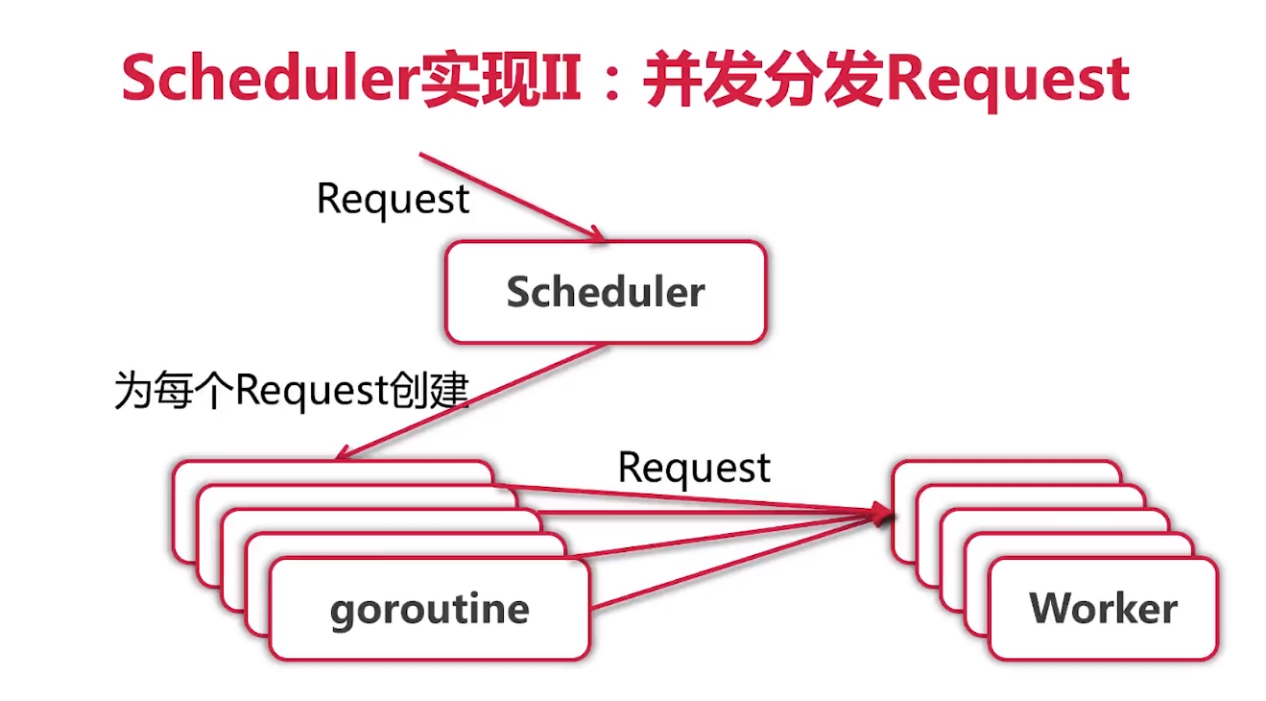 Scheduler实现II：并发分发Request
Request
Scheduler
为每个Request创建
Request
goroutine
Worker